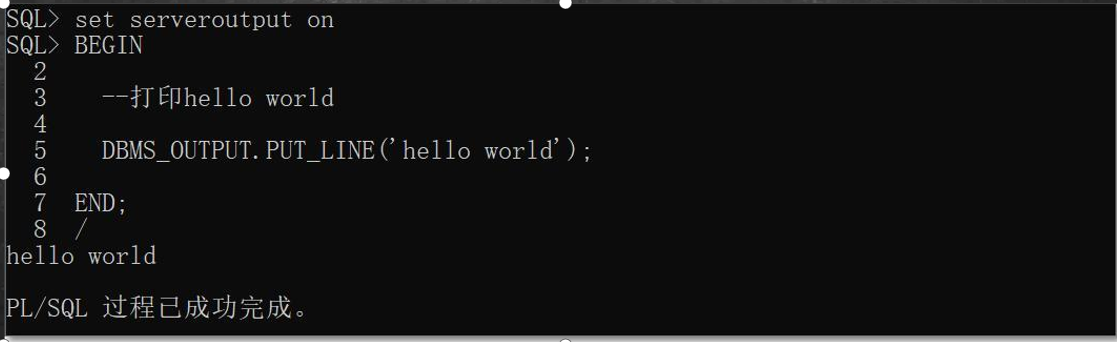 SQL> set serveroutput on
SQL> BEGIN
2
3 --打印hello world
4
5 DBMS_OUTPUT.PUT_LINE('hello world');
6
7 END;
8 /
hello world
PL/SQL 过程已成功完成。